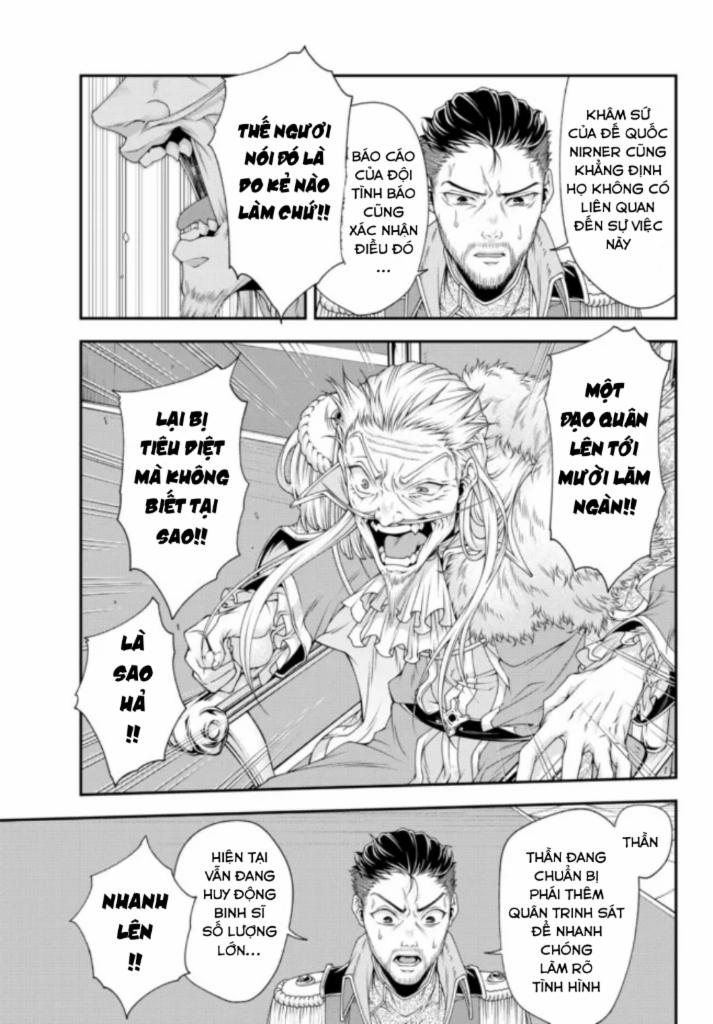 KHÂM SỨ
CỦA ĐẾ QUỐC
NIRNER CŨNG
KHẲNG ĐỊNH
HỌ KHÔNG CÓ
LIÊN QUAN
ĐẾN SỰ VIỆC
NÀY
BÁO CÁO
CỦA ĐỘI
TÌNH BÁO
CŨNG
XÁC NHẬN
ĐIỀU ĐÓ
...
THẾ NGƯƠI
NÓI ĐÓ LÀ
DO KẺ NÀO
LÀM CHỨ!!
MỘT
ĐẠO QUÂN
LÊN TỚI
MƯỜI LĂM
NGÀN!!
LẠI BỊ
TIÊU DIỆT
MÀ KHÔNG
BIẾT TẠI
SAO!!
LÀ
SAO
HẢ
!!
THẦN
THẦN ĐANG
CHUẨN BỊ
PHÁI THÊM
QUÂN TRINH SÁT
ĐỂ NHANH
CHÓNG
LÀM RÕ
TÌNH HÌNH
HIỆN TẠI
VẪN ĐANG
HUY ĐỘNG
BINH SĨ
SỐ LƯỢNG
LỚN...
NHANH
LÊN
!!